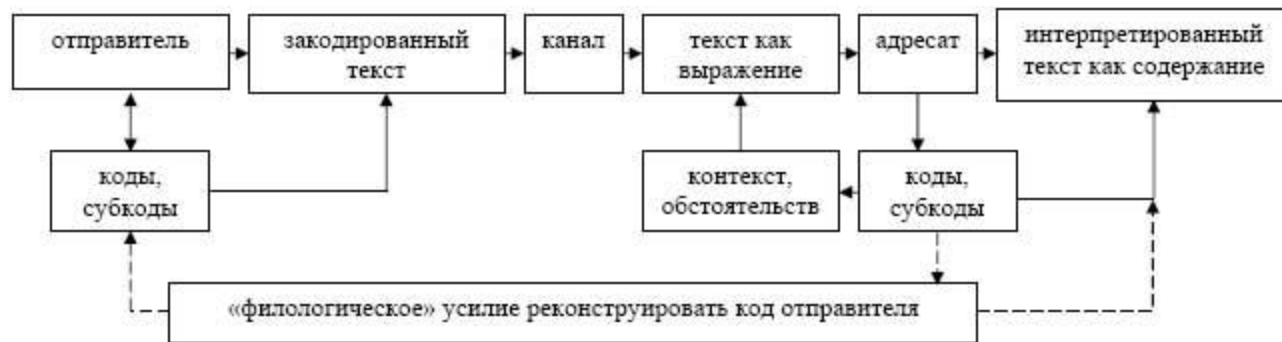 отправитель
закодированный
текст
канал
текст как
выражение
адресат
интерпретированный
текст как содержание
коды,
субкоды
контекст,
обстоятельств
коды,
субкоды
«филологическое» усилие реконструировать код отправителя